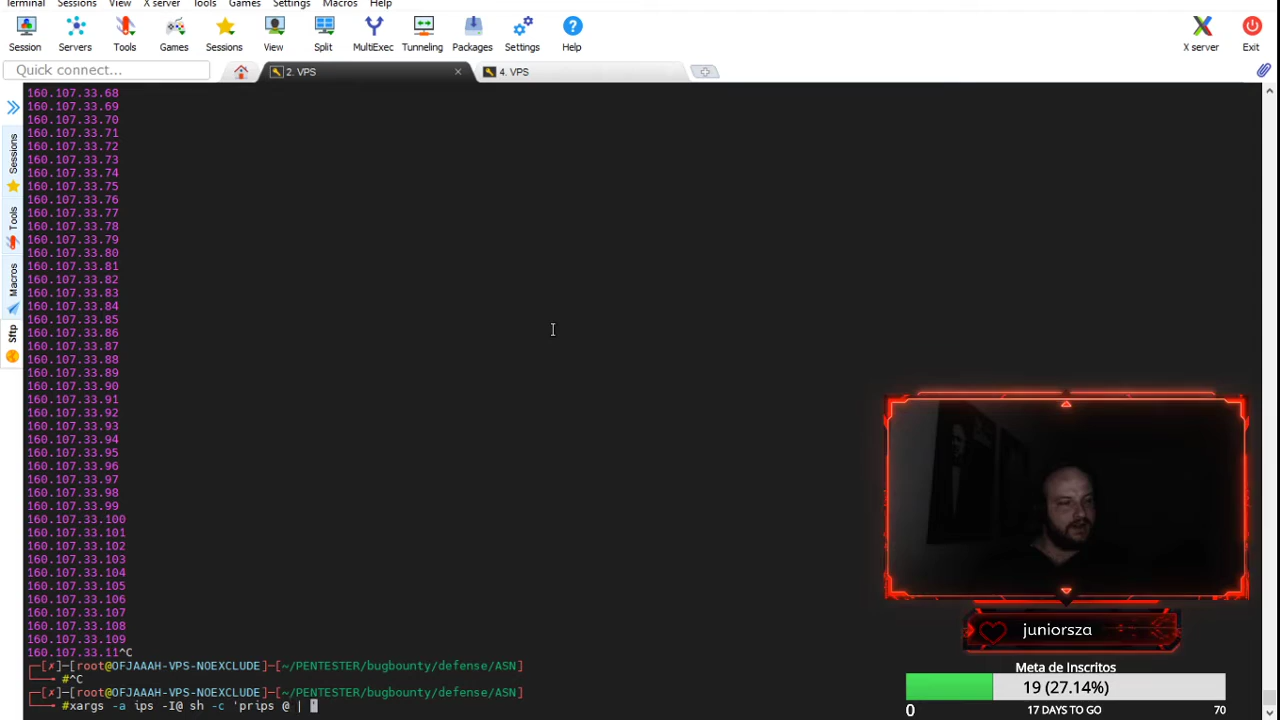 Terminal Sessions View X server Tools Games Settings Macros Help
Session Servers Tools Games Sessions View Split MultiExec Tunneling Packages Settings Help X server Exit
Quick connect...
2. VPS
4. VPS
Sessions
Tools
Macros
Sftp
160.107.33.68
160.107.33.69
160.107.33.70
160.107.33.71
160.107.33.72
160.107.33.73
160.107.33.74
160.107.33.75
160.107.33.76
160.107.33.77
160.107.33.78
160.107.33.79
160.107.33.80
160.107.33.81
160.107.33.82
160.107.33.83
160.107.33.84
160.107.33.85
160.107.33.86
160.107.33.87
160.107.33.88
160.107.33.89
160.107.33.90
160.107.33.91
160.107.33.92
160.107.33.93
160.107.33.94
160.107.33.95
160.107.33.96
160.107.33.97
160.107.33.98
160.107.33.99
160.107.33.100
160.107.33.101
160.107.33.102
160.107.33.103
160.107.33.104
160.107.33.105
160.107.33.106
160.107.33.107
160.107.33.108
160.107.33.109
160.107.33.11^C
┌─[✗]─[root@OFJAAAH-VPS-NOEXCLUDE]─[~/PENTESTER/bugbounty/defense/ASN]
└──╼ #^C
┌─[✗]─[root@OFJAAAH-VPS-NOEXCLUDE]─[~/PENTESTER/bugbounty/defense/ASN]
└──╼ #xargs -a ips -I@ sh -c 'prips @ | '
juniorsza
Meta de Inscritos
19 (27.14%)
0 17 DAYS TO GO 70